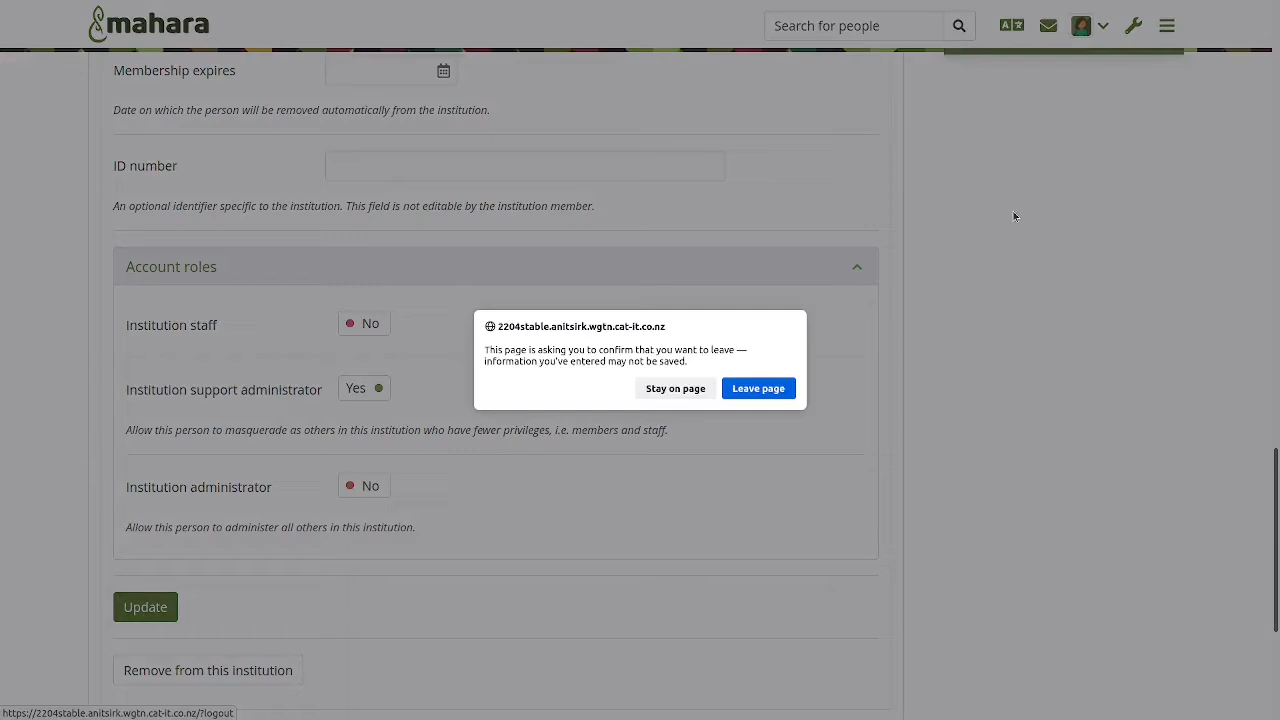 mahara
Search for people
Membership expires
Date on which the person will be removed automatically from the institution.
ID number
An optional identifier specific to the institution. This field is not editable by the institution member.
Account roles
Institution staff
No
Institution support administrator
Yes
Allow this person to masquerade as others in this institution who have fewer privileges, i.e. members and staff.
Institution administrator
No
Allow this person to administer all others in this institution.
2204stable.anitsirk.wgtn.cat-it.co.nz
This page is asking you to confirm that you want to leave —
information you've entered may not be saved.
Stay on page
Leave page
Update
Remove from this institution
https://2204stable.anitsirk.wgtn.cat-it.co.nz/?logout